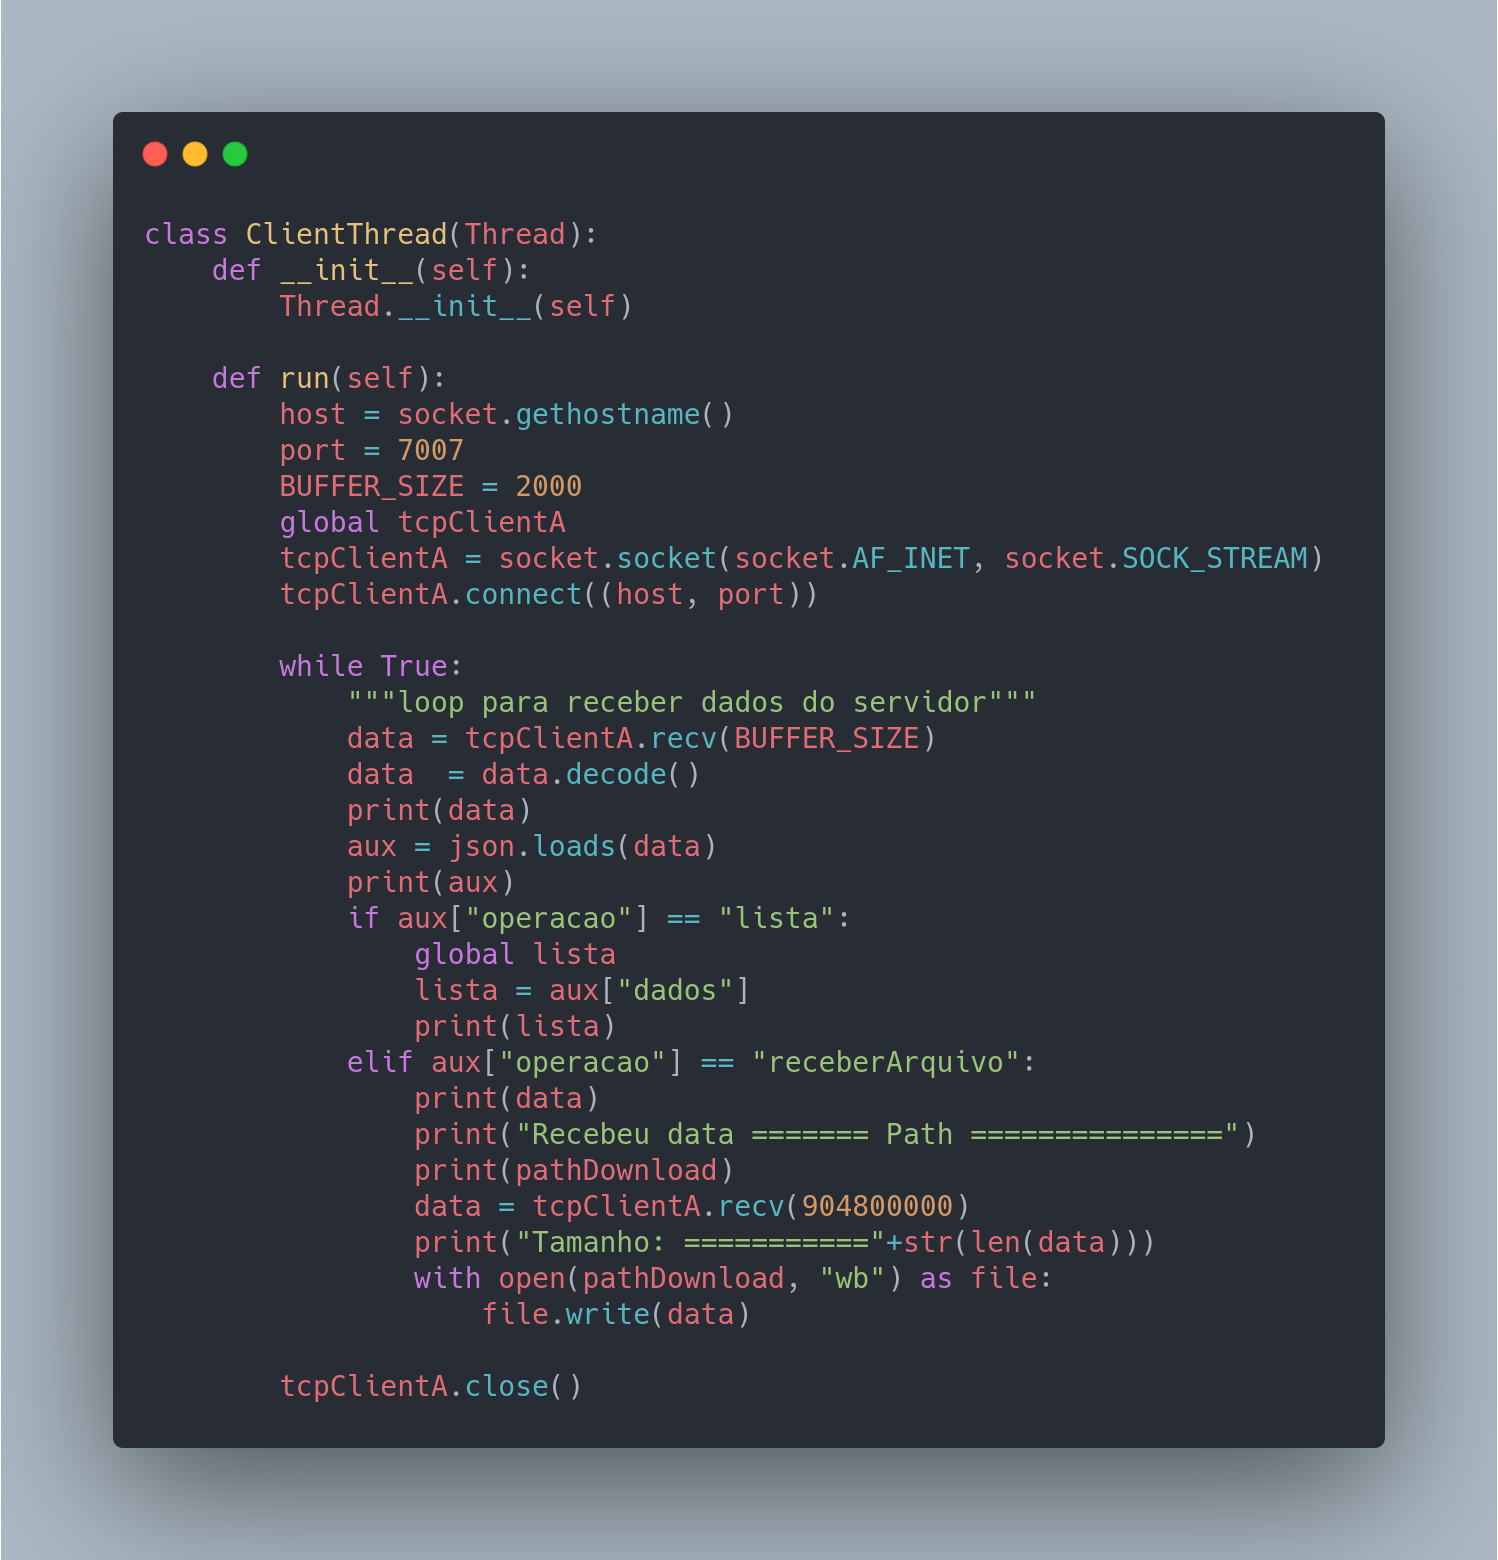 class ClientThread(Thread):
    def __init__(self):
        Thread.__init__(self)

    def run(self):
        host = socket.gethostname()
        port = 7007
        BUFFER_SIZE = 2000
        global tcpClientA
        tcpClientA = socket.socket(socket.AF_INET, socket.SOCK_STREAM)
        tcpClientA.connect((host, port))

        while True:
            """loop para receber dados do servidor"""
            data = tcpClientA.recv(BUFFER_SIZE)
            data  = data.decode()
            print(data)
            aux = json.loads(data)
            print(aux)
            if aux["operacao"] == "lista":
                global lista
                lista = aux["dados"]
                print(lista)
            elif aux["operacao"] == "receberArquivo":
                print(data)
                print("Recebeu data ======= Path ===============")
                print(pathDownload)
                data = tcpClientA.recv(904800000)
                print("Tamanho: ==========="+str(len(data)))
                with open(pathDownload, "wb") as file:
                    file.write(data)

        tcpClientA.close()